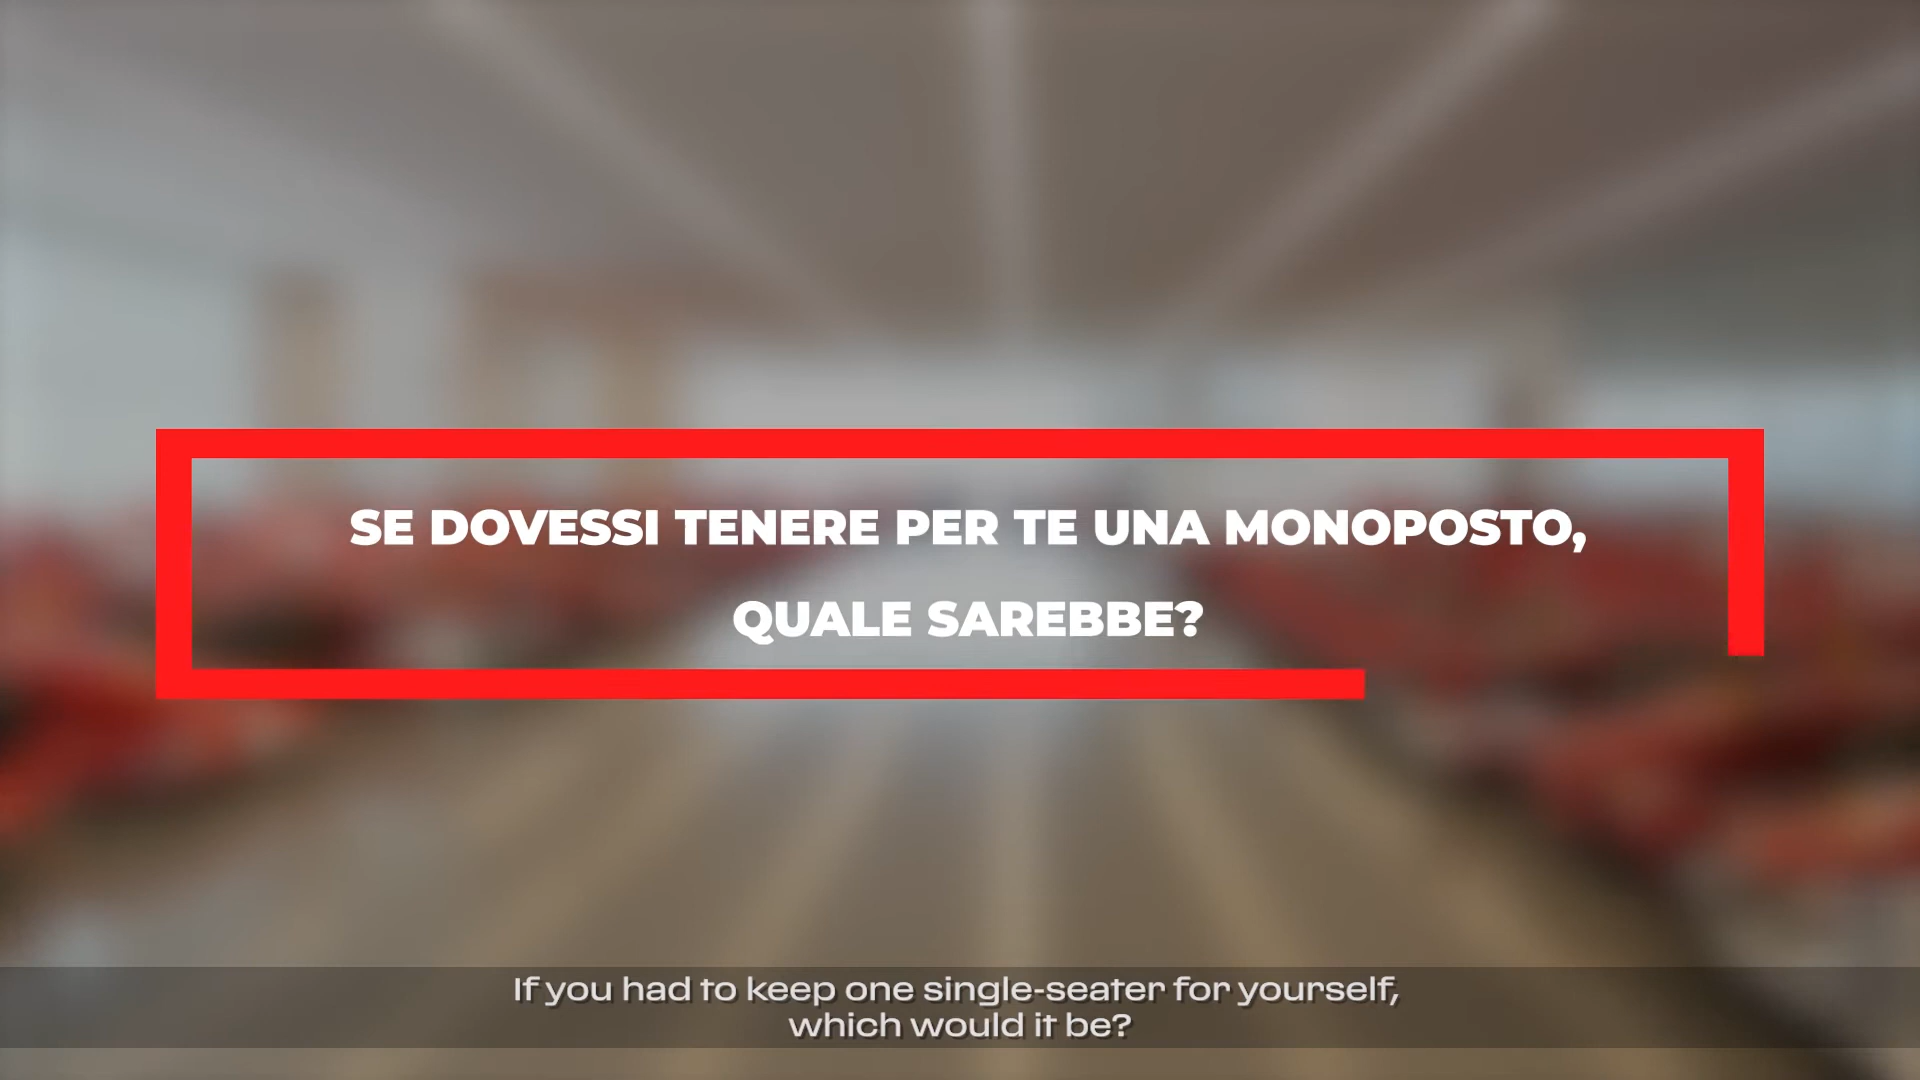 SE DOVESSI TENERE PER TE UNA MONOPOSTO,
QUALE SAREBBE?
If you had to keep one single-seater for yourself,
which would it be?